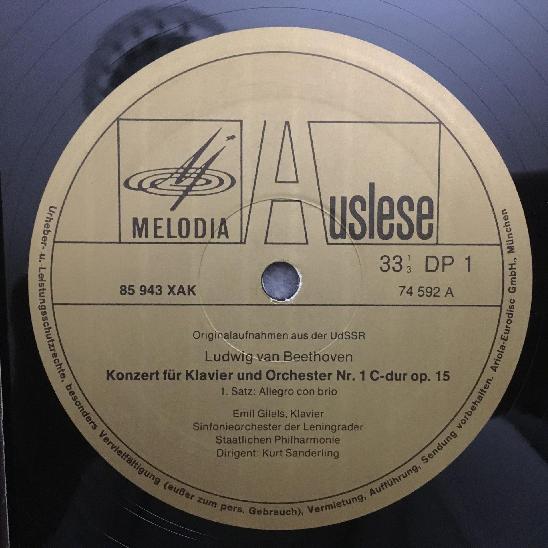 MELODIA
Auslese
33 1/3 DP 1
85 943 XAK
74 592 A
Originalaufnahmen aus der UdSSR
Ludwig van Beethoven
Konzert für Klavier und Orchester Nr. 1 C-dur op. 15
1. Satz: Allegro con brio
Emil Gilels, Klavier
Sinfonieorchester der Leningrader
Staatlichen Philharmonie
Dirigent: Kurt Sanderling
Urheber- u. Leistungsschutzrechte, besonders Vervielfältigung (außer zum pers. Gebrauch), Vermietung, Aufführung, Sendung vorbehalten. Ariola-Eurodisc GmbH., München